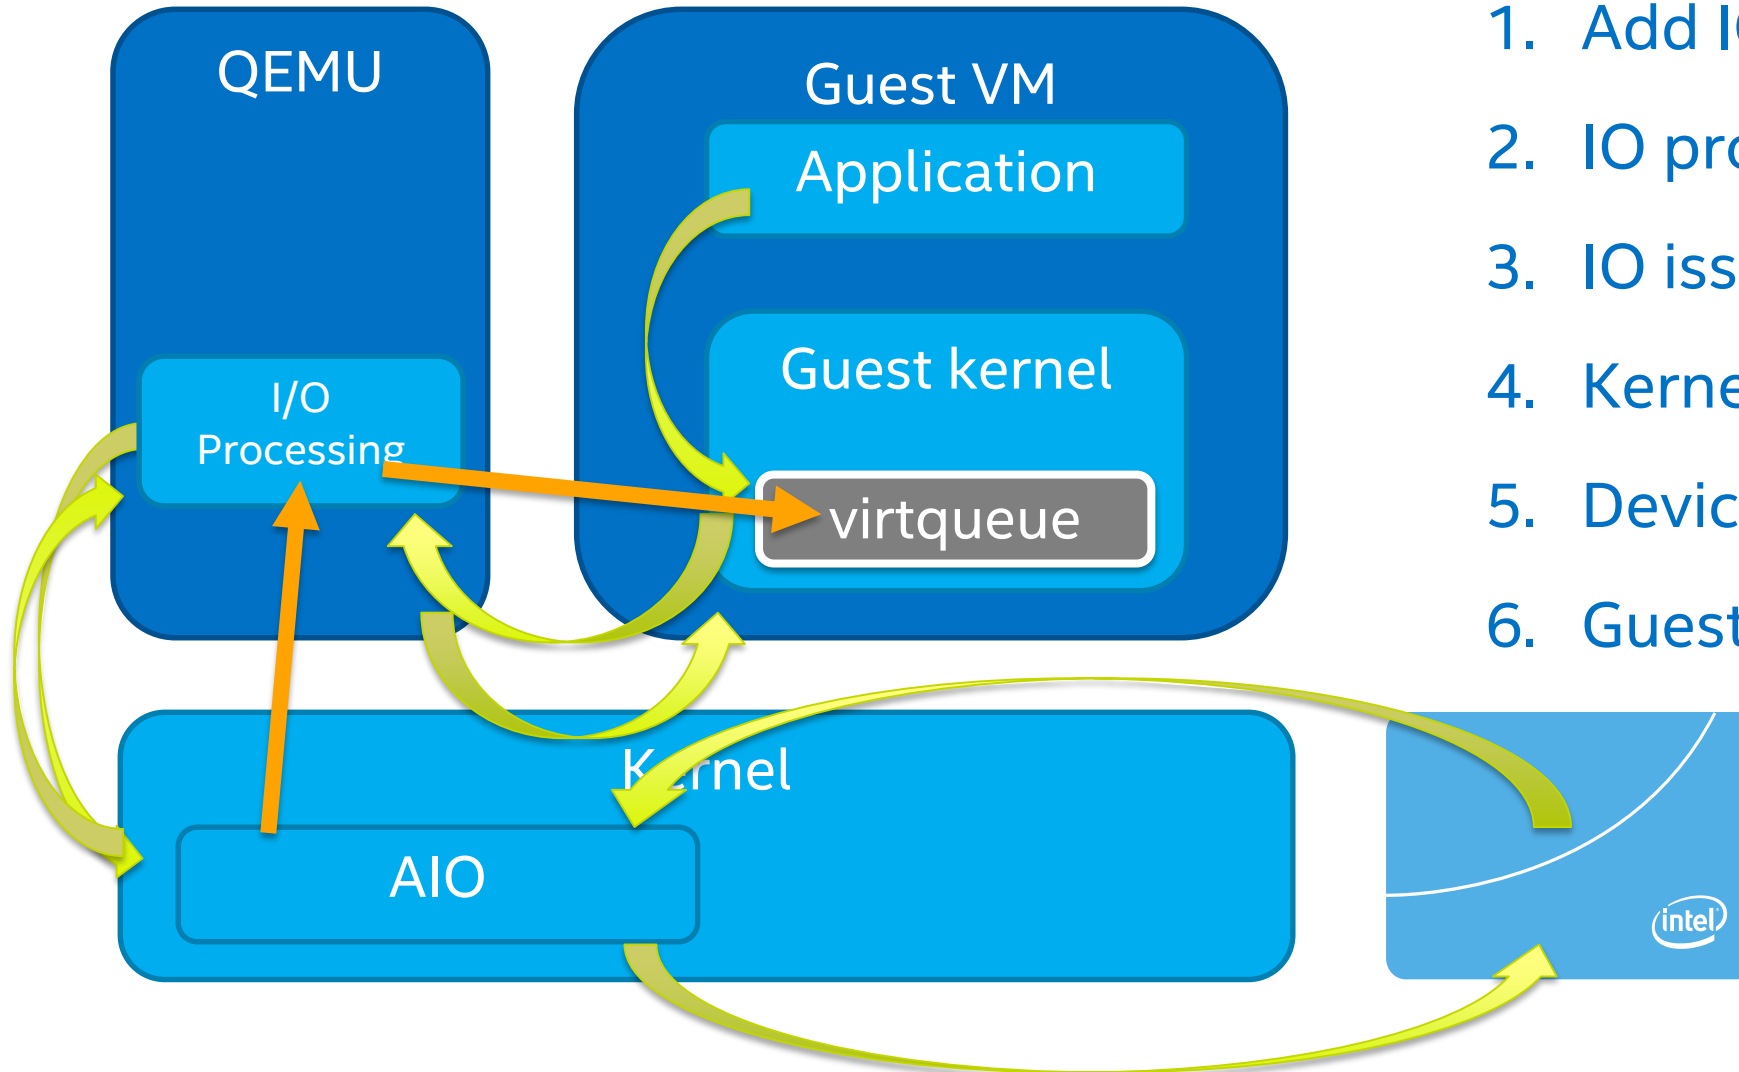 QEMU
Guest VM
Application
Guest kernel
I/O
Processing
virtqueue
Kernel
AIO
intel
1. Add
2. IO
3. IO
4.
5.
6.